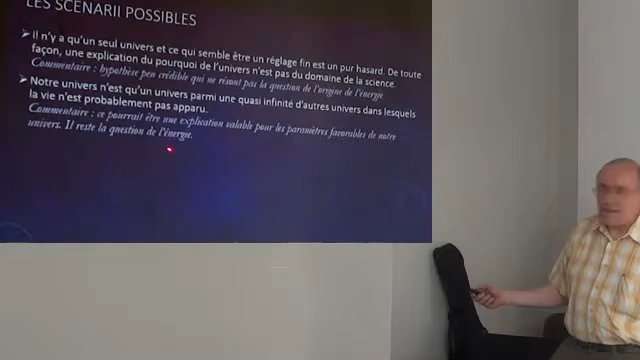 LES SCENARII POSSIBLES
Il n'y a qu'un seul univers et ce qui semble être un réglage fin est un pur hasard. De toute
façon, une explication du pourquoi de l'univers n'est pas du domaine de la science.
Commentaire : hypothèse peu crédible qui ne résout pas la question de l'origine de l'énergie
Notre univers n'est qu'un univers parmi une quasi infinité d'autres univers dans lesquels
la vie n'est probablement pas apparu.
Commentaire : ce pourrait être une explication valable pour les paramètres favorables de notre
univers. Il reste la question de l'énergie.